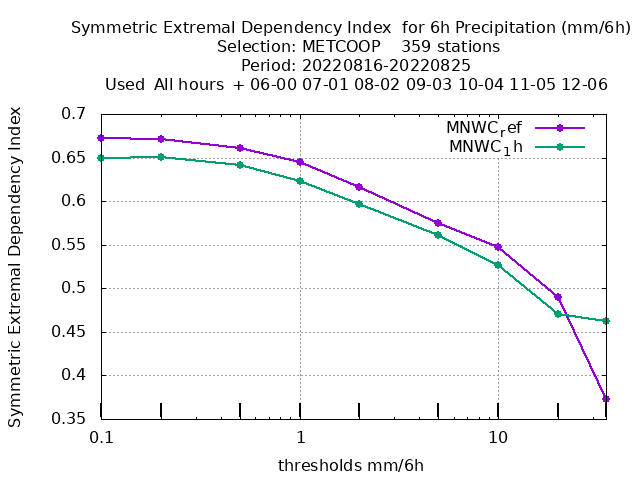 Symmetric Extremal Dependency Index  for 6h Precipitation (mm/6h)
Selection: METCOOP    359 stations
Period: 20220816-20220825
Used  All hours  + 06-00 07-01 08-02 09-03 10-04 11-05 12-06
Symmetric Extremal Dependency Index
0.7
0.65
0.6
0.55
0.5
0.45
0.4
0.35
MNWC_ref
MNWC_1h
0.1
1
10
thresholds mm/6h